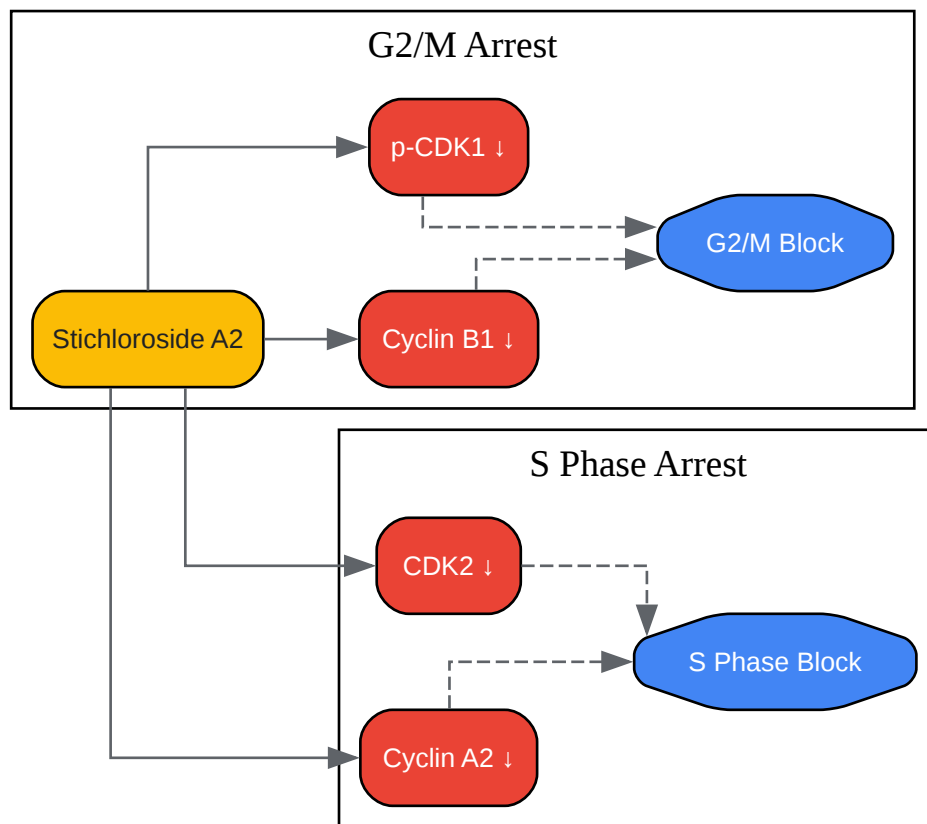 G2/M Arrest
p-CDK1 ↓
G2/M Block
Stichloroside A2
Cyclin B1 ↓
S Phase Arrest
CDK2 ↓
S Phase Block
Cyclin A2 ↓